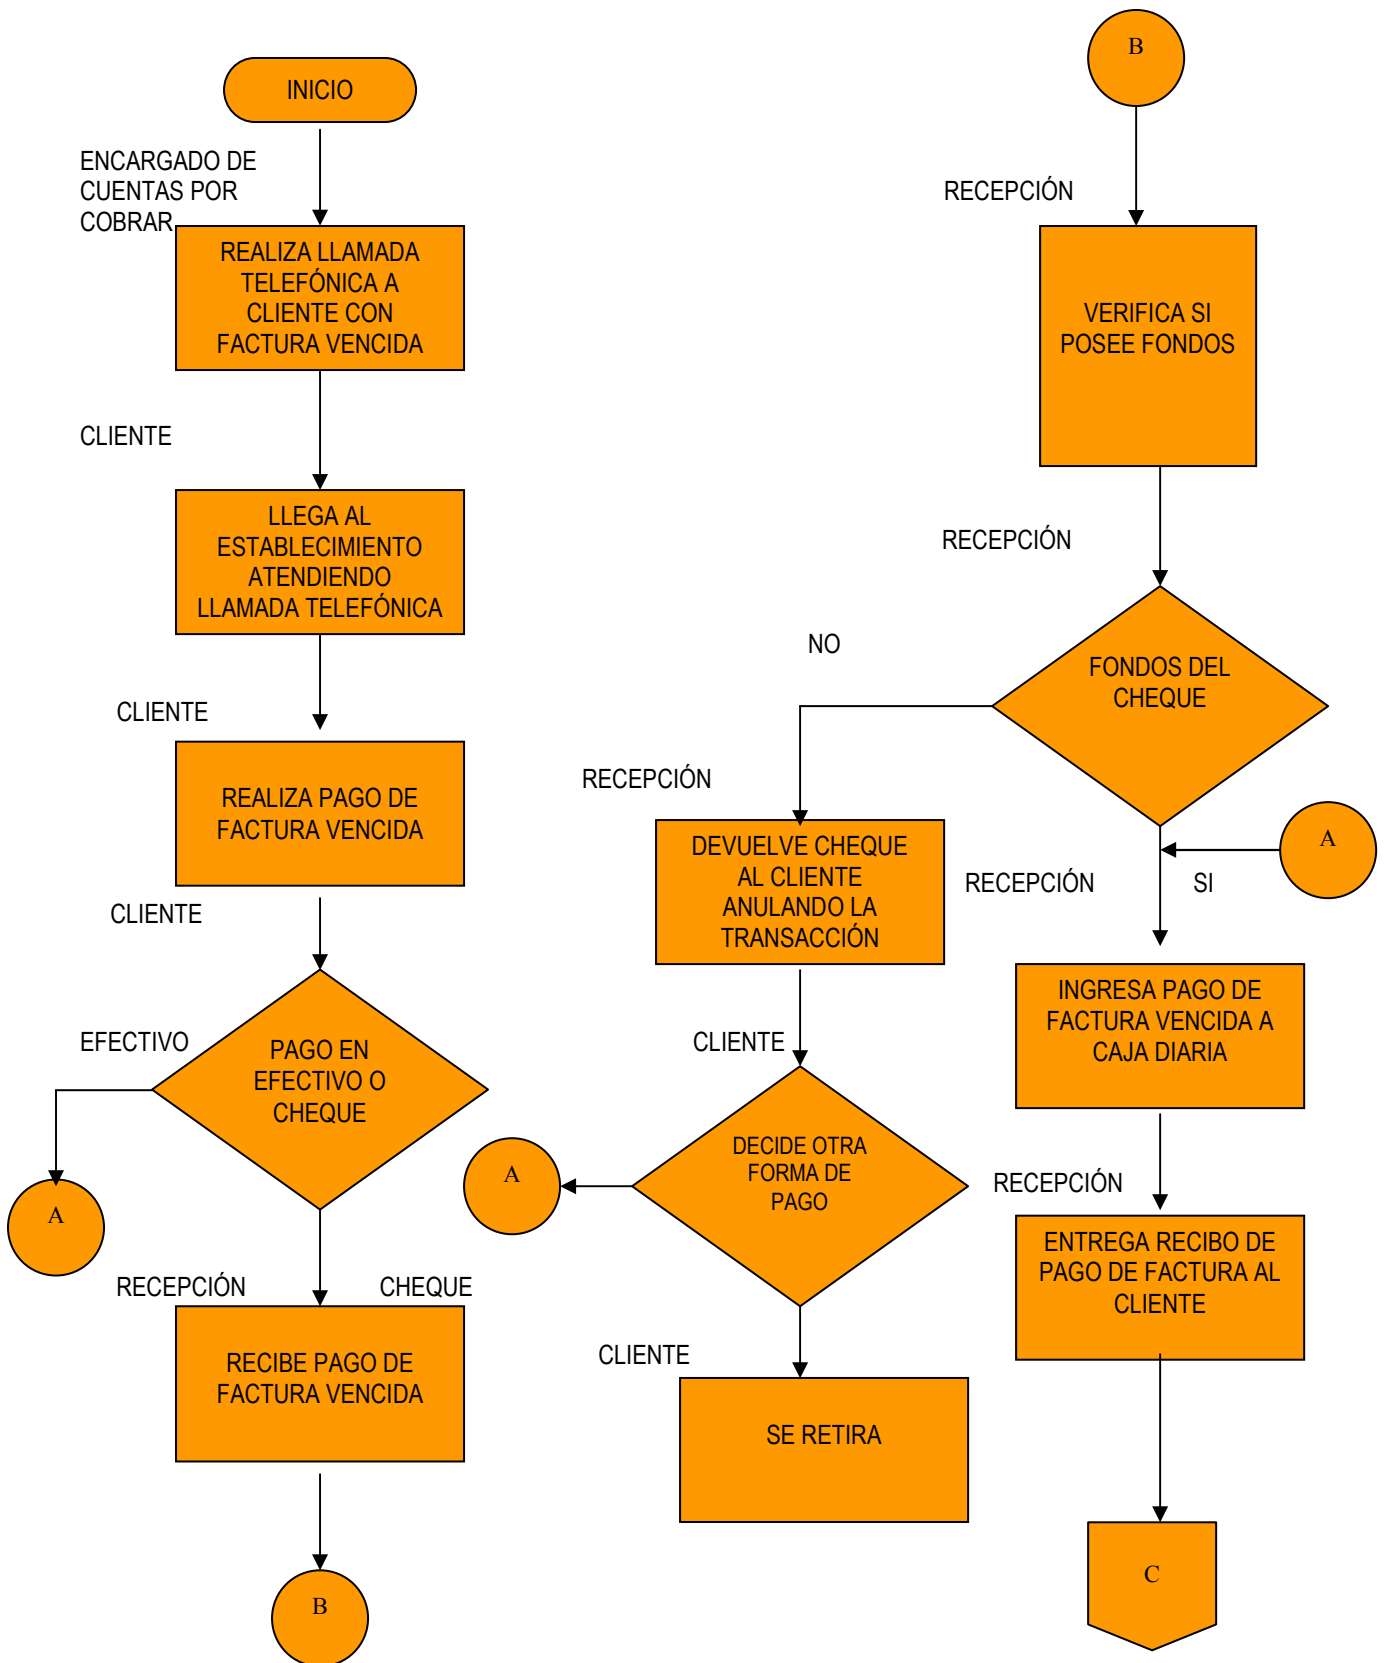 INICIO
ENCARGADO DE
CUENTAS POR
COBRAR
REALIZA LLAMADA
TELEFÓNICA A
CLIENTE CON
FACTURA VENCIDA
CLIENTE
LLEGA AL
ESTABLECIMIENTO
ATENDIENDO
LLAMADA TELEFÓNICA
CLIENTE
REALIZA PAGO DE
FACTURA VENCIDA
CLIENTE
EFECTIVO
PAGO EN
EFECTIVO O
CHEQUE
A
RECEPCIÓN
CHEQUE
RECIBE PAGO DE
FACTURA VENCIDA
B
B
RECEPCIÓN
VERIFICA SI
POSEE FONDOS
RECEPCIÓN
NO
FONDOS DEL
CHEQUE
RECEPCIÓN
DEVUELVE CHEQUE
AL CLIENTE
ANULANDO LA
TRANSACCIÓN
CLIENTE
DECIDE OTRA
FORMA DE
PAGO
A
CLIENTE
SE RETIRA
A
RECEPCIÓN
SI
INGRESA PAGO DE
FACTURA VENCIDA A
CAJA DIARIA
RECEPCIÓN
ENTREGA RECIBO DE
PAGO DE FACTURA AL
CLIENTE
C